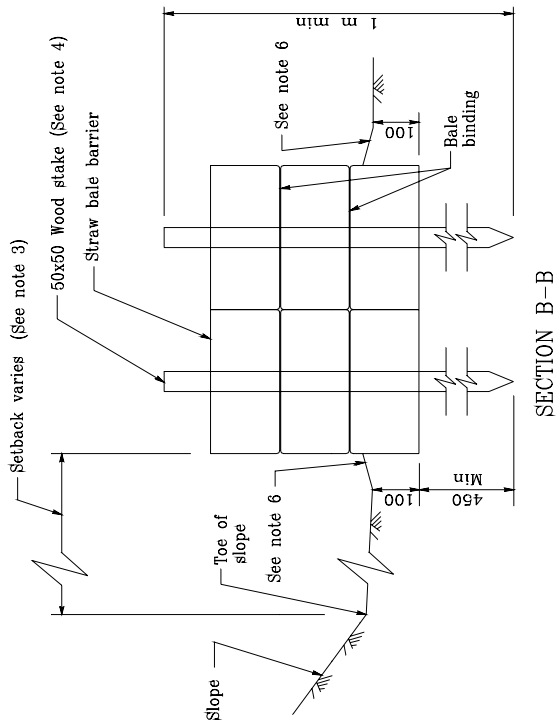 Setback varies (See note 3)
50x50 Wood stake (See note 4)
Straw bale barrier
1 m min
See note 6
100
Bale
binding
Slope
Toe of
slope
See note 6
100
450
Min
SECTION B-B